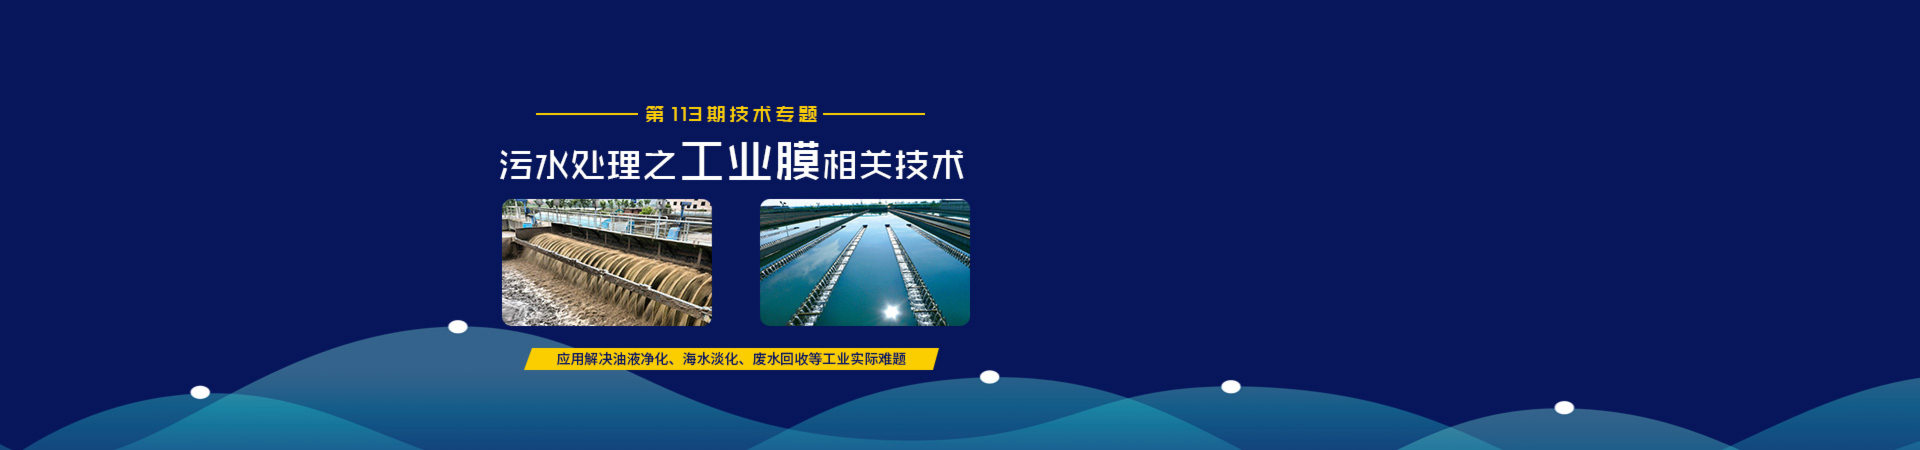 第113期技术专题
污水处理之工业膜相关技术
应用解决油液净化、海水淡化、废水回收等工业实际难题